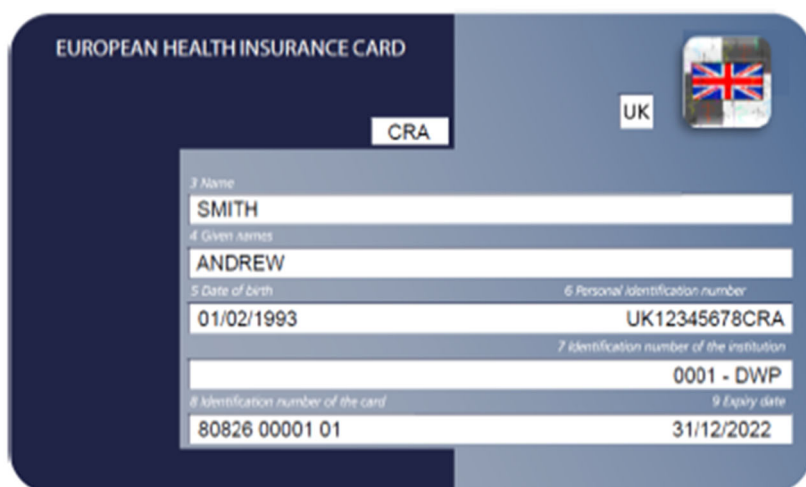 EUROPEAN HEALTH INSURANCE CARD
UK
CRA
3 Name
SMITH
4 Given names
ANDREW
5 Date of birth 6 Personal identification number
01/02/1993 UK12345678CRA
7 Identification number of the institution
0001 - DWP
8 Identification number of the card 9 Expiry date
80826 00001 01 31/12/2022